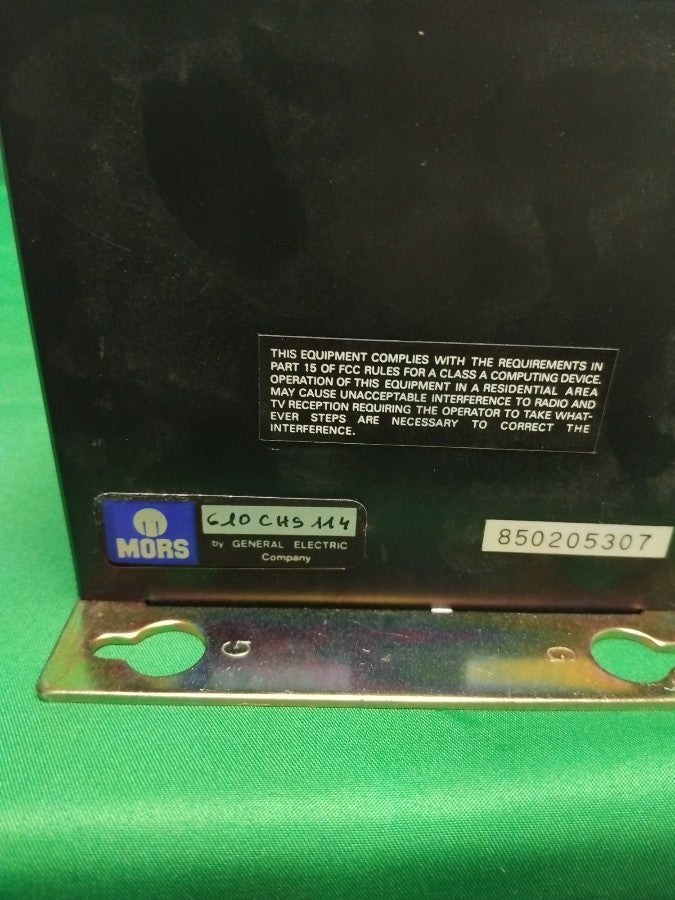 THIS EQUIPMENT COMPLIES WITH THE REQUIREMENTS IN
PART 15 OF FCC RULES FOR A CLASS A COMPUTING DEVICE.
OPERATION OF THIS EQUIPMENT IN A RESIDENTIAL AREA
MAY CAUSE UNACCEPTABLE INTERFERENCE TO RADIO AND
TV RECEPTION REQUIRING THE OPERATOR TO TAKE WHAT-
EVER STEPS ARE NECESSARY TO CORRECT THE
INTERFERENCE.
MORS
610 CHS 114
by GENERAL ELECTRIC
Company
850205307
G
G